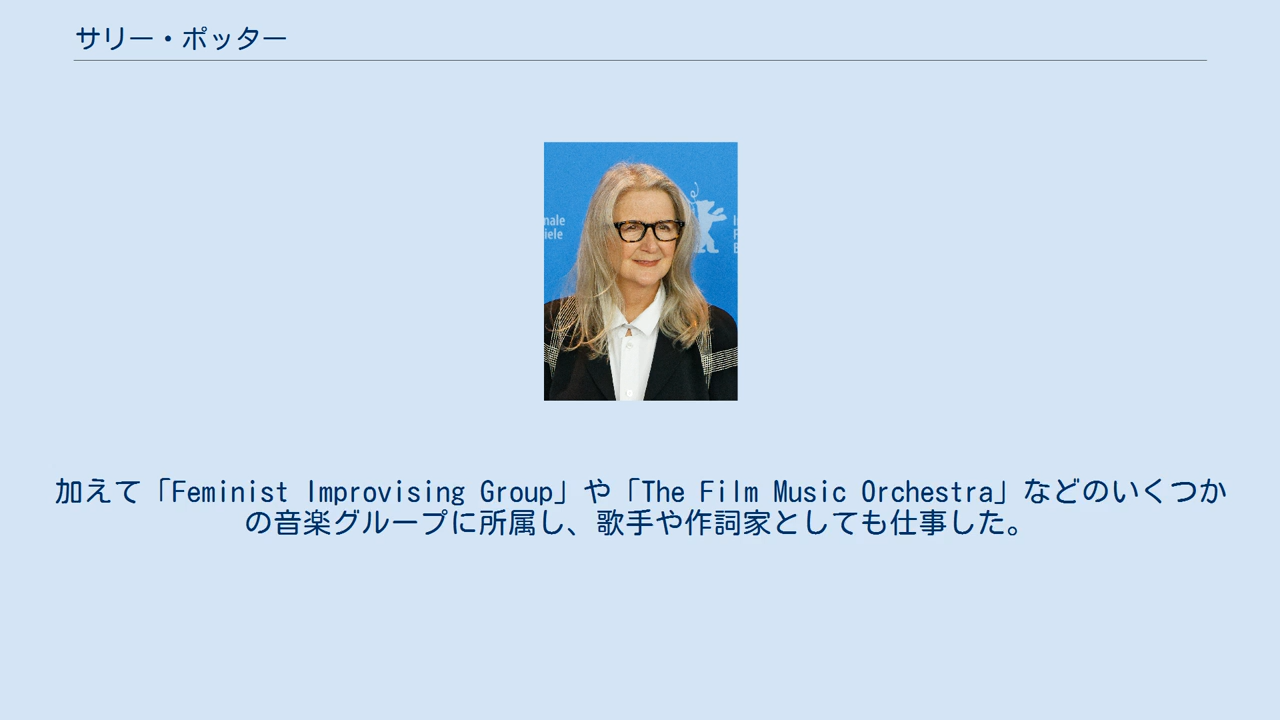 サリー・ポッター
nale
iele
加えて「Feminist Improvising Group」や「The Film Music Orchestra」などのいくつか
の音楽グループに所属し、歌手や作詞家としても仕事した。